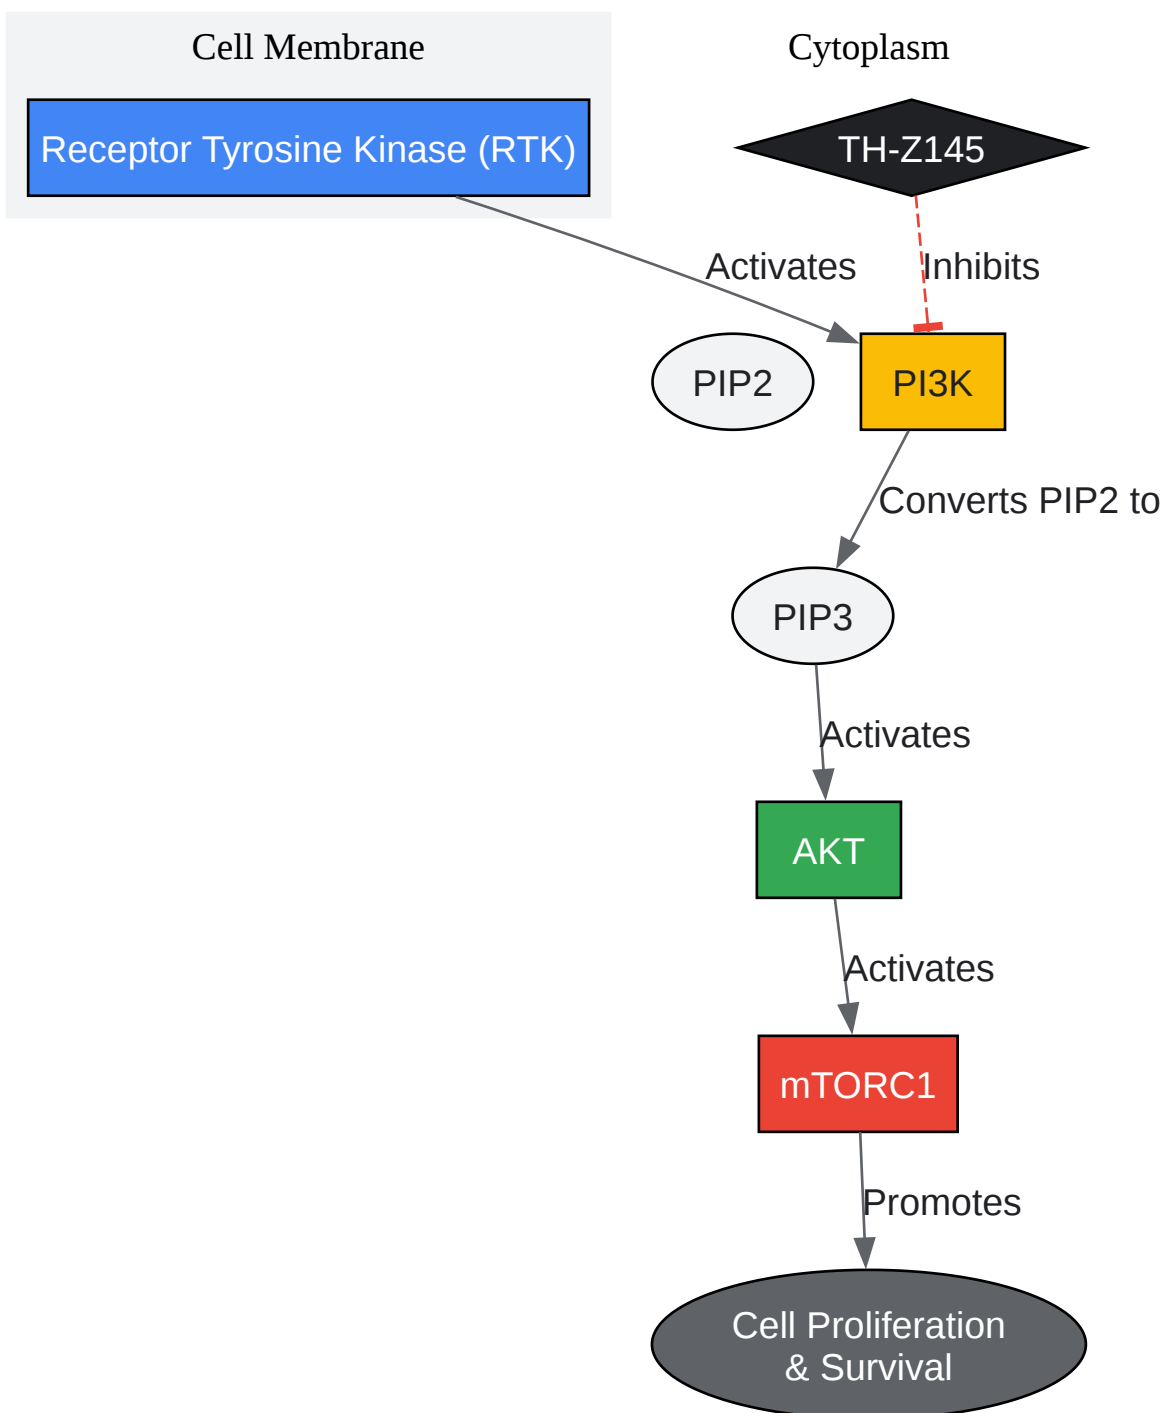 Cell Membrane
Cytoplasm
Receptor Tyrosine Kinase (RTK)
TH-Z145
Activates
Inhibits
PIP2
PI3K
Converts PIP2 to
PIP3
Activates
AKT
Activates
mTORC1
Promotes
Cell Proliferation
& Survival